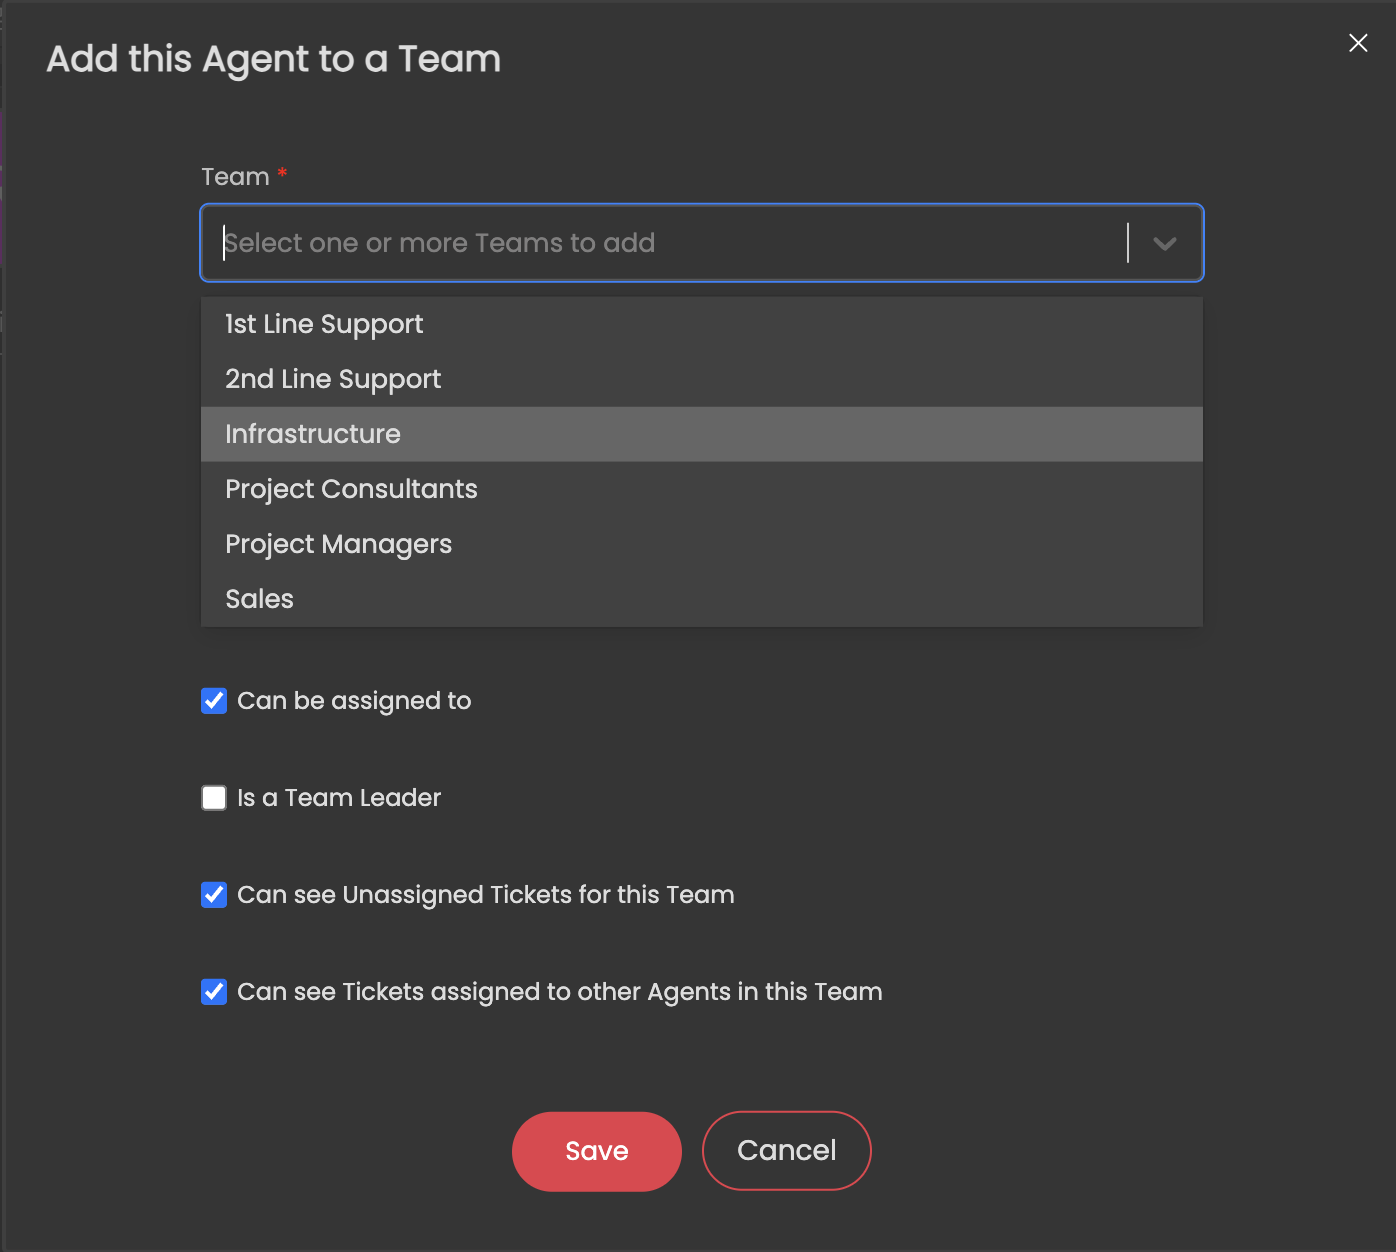 Add this Agent to a Team
Team *
Select one or more Teams to add
1st Line Support
2nd Line Support
Infrastructure
Project Consultants
Project Managers
Sales
Can be assigned to
Is a Team Leader
Can see Unassigned Tickets for this Team
Can see Tickets assigned to other Agents in this Team
Save
Cancel